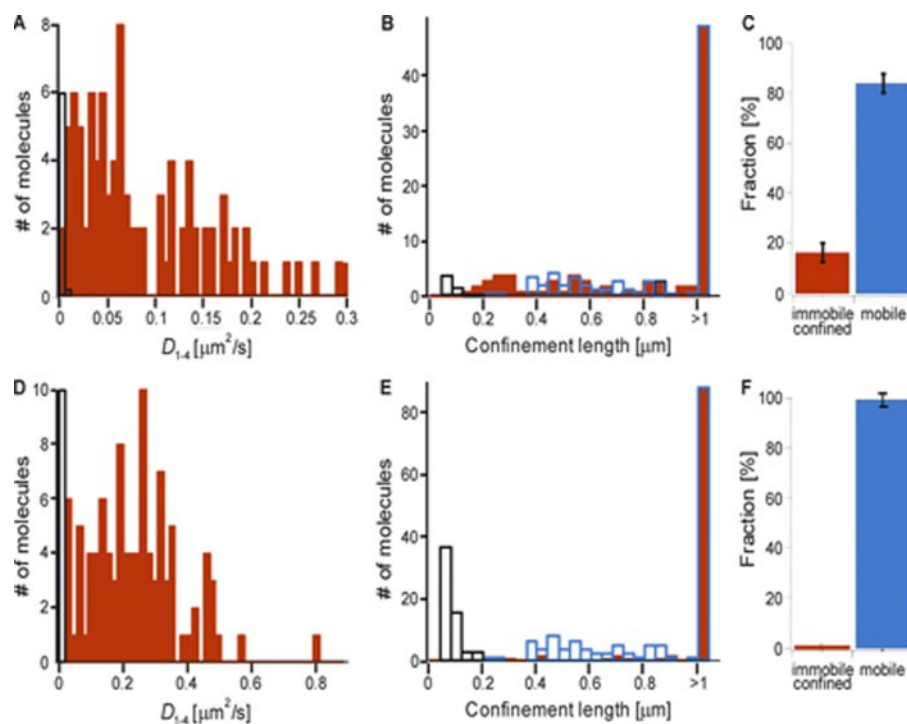 A
# of molecules
8
6
4
2
0
0 0.05 0.1 0.15 0.2 0.25 0.3
D1-4 [μm2/s]
B
# of molecules
40
30
20
10
0
0 0.2 0.4 0.6 0.8 >1
Confinement length [μm]
C
Fraction [%]
100
80
60
40
20
0
immobile mobile
confined
D
# of molecules
10
8
6
4
2
0
0 0.2 0.4 0.6 0.8
D1-4 [μm2/s]
E
# of molecules
80
60
40
20
0
0 0.2 0.4 0.6 0.8 >1
Confinement length [μm]
F
Fraction [%]
100
80
60
40
20
0
immobile mobile
confined